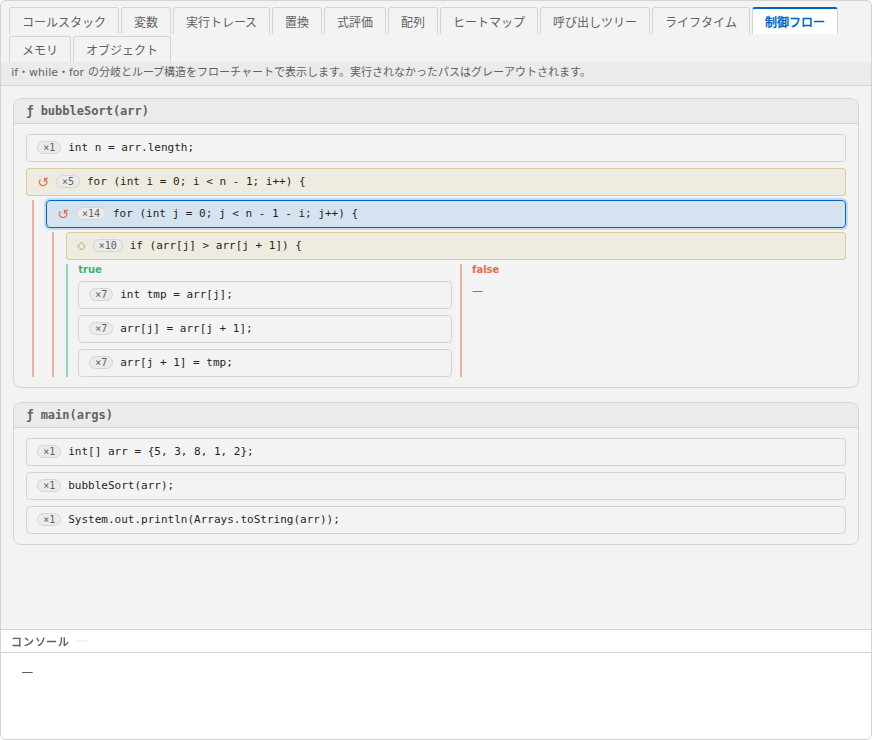 コールスタック 変数 実行トレース 置換 式評価 配列 ヒートマップ 呼び出しツリー ライフタイム 制御フロー
メモリ オブジェクト
if・while・for の分岐とループ構造をフローチャートで表示します。実行されなかったパスはグレーアウトされます。
ƒ bubbleSort(arr)
×1 int n = arr.length;
↺ ×5 for (int i = 0; i < n - 1; i++) {
↺ ×14 for (int j = 0; j < n - 1 - i; j++) {
◇ ×10 if (arr[j] > arr[j + 1]) {
true false
×7 int tmp = arr[j]; —
×7 arr[j] = arr[j + 1];
×7 arr[j + 1] = tmp;
ƒ main(args)
×1 int[] arr = {5, 3, 8, 1, 2};
×1 bubbleSort(arr);
×1 System.out.println(Arrays.toString(arr));
コンソール —
—